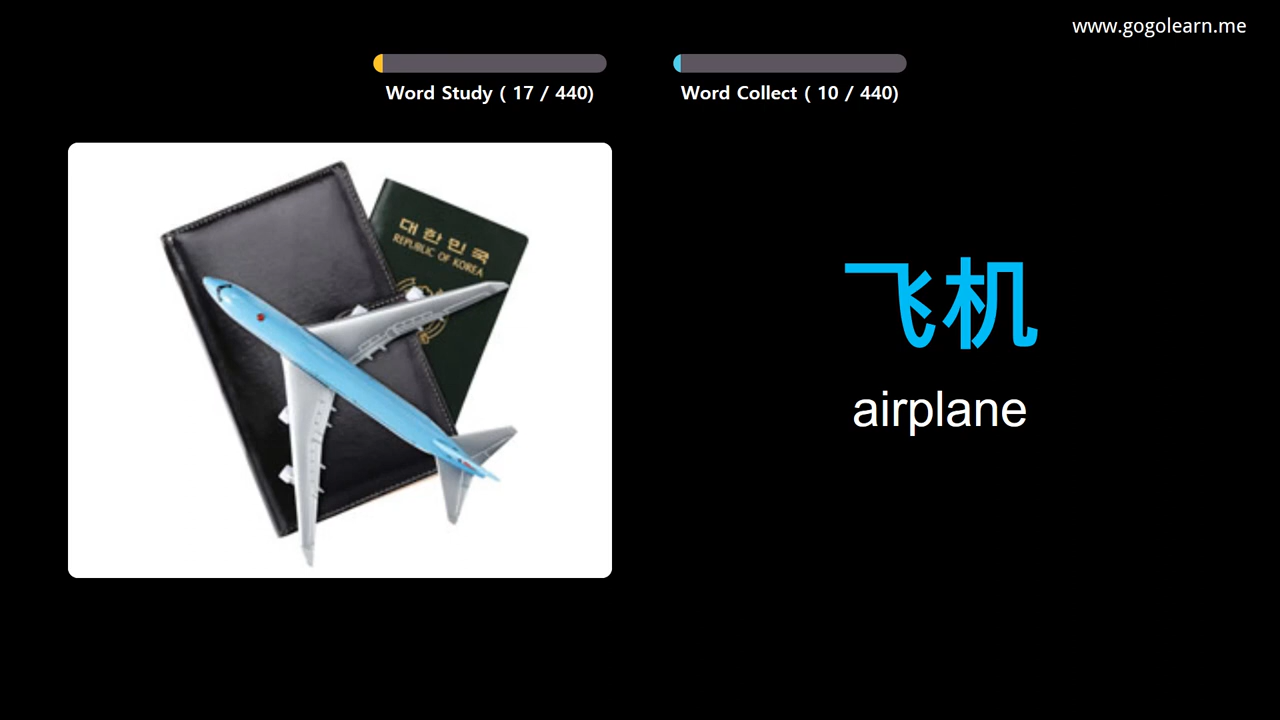 www.gogolearn.me
Word Study ( 17 / 440)
Word Collect ( 10 / 440)
대한민국
REPUBLIC OF KOREA
飞机
airplane